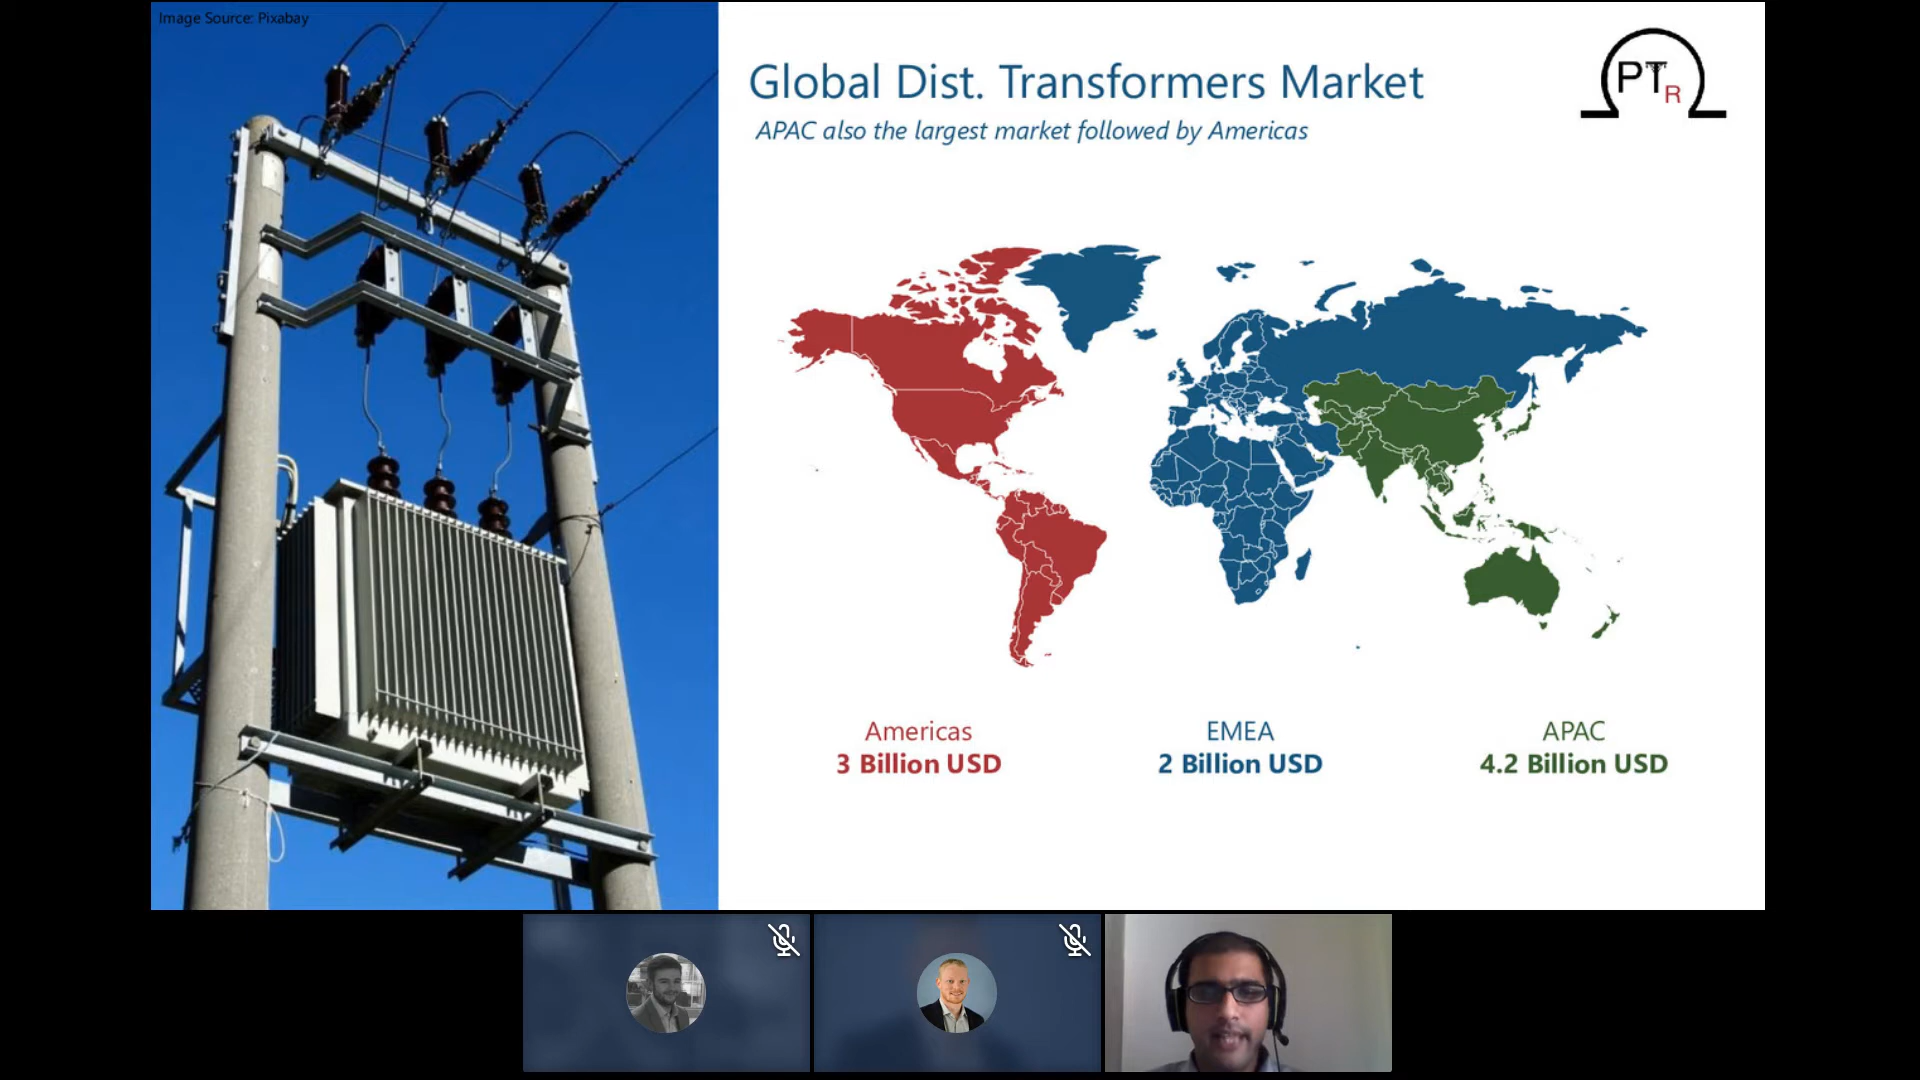 Image Source: Pixabay
Global Dist. Transformers Market
APAC also the largest market followed by Americas
PTR
Americas
3 Billion USD
EMEA
2 Billion USD
APAC
4.2 Billion USD